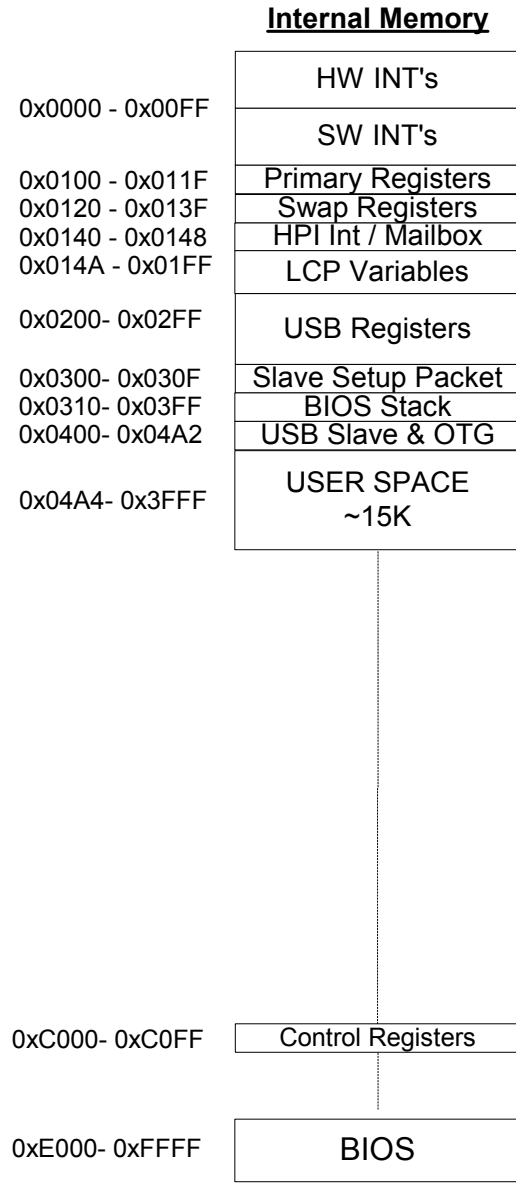 Internal Memory
HW INT's
0x0000 - 0x00FF
SW INT's
0x0100 - 0x011F Primary Registers
0x0120 - 0x013F Swap Registers
0x0140 - 0x0148 HPI Int / Mailbox
0x014A - 0x01FF LCP Variables
0x0200- 0x02FF USB Registers
0x0300- 0x030F Slave Setup Packet
0x0310- 0x03FF BIOS Stack
0x0400- 0x04A2 USB Slave & OTG
0x04A4- 0x3FFF USER SPACE
~15K
0xC000- 0xC0FF Control Registers
0xE000- 0xFFFF BIOS